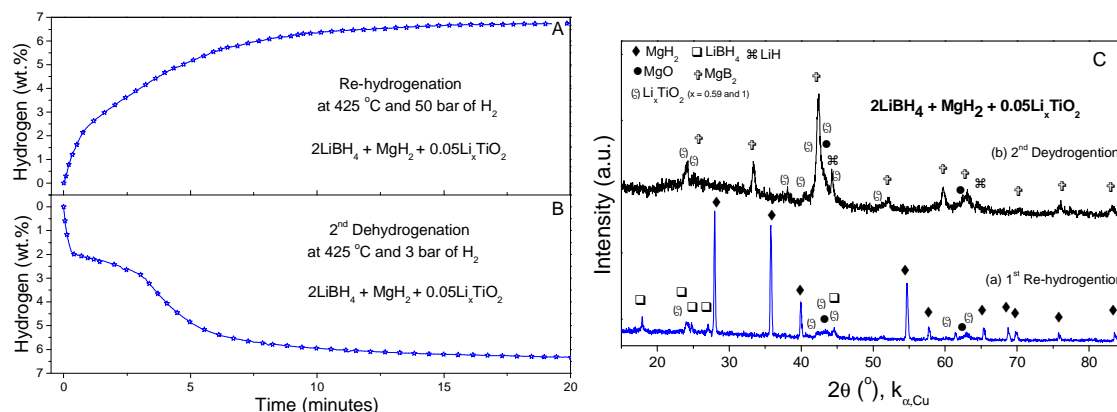 A
Hydrogen (wt.%)
7
6
5
4
3
2
1
0
Re-hydrogenation
at 425 °C and 50 bar of H₂
2LiBH₄ + MgH₂ + 0.05LiₓTiO₂
B
Hydrogen (wt.%)
0
1
2
3
4
5
6
7
2ⁿᵈ Dehydrogenation
at 425 °C and 3 bar of H₂
2LiBH₄ + MgH₂ + 0.05LiₓTiO₂
0 5 10 15 20
Time (minutes)
C
Intensity (a.u.)
♦ MgH₂ ❑ LiBH₄ ⌘ LiH
● MgO ✞ MgB₂
LiₓTiO₂ (x = 0.59 and 1)
2LiBH₄ + MgH₂ + 0.05LiₓTiO₂
(b) 2ⁿᵈ Deydrogention
(a) 1ˢᵗ Re-hydrogention
20 30 40 50 60 70 80
2θ (°), kα,Cu